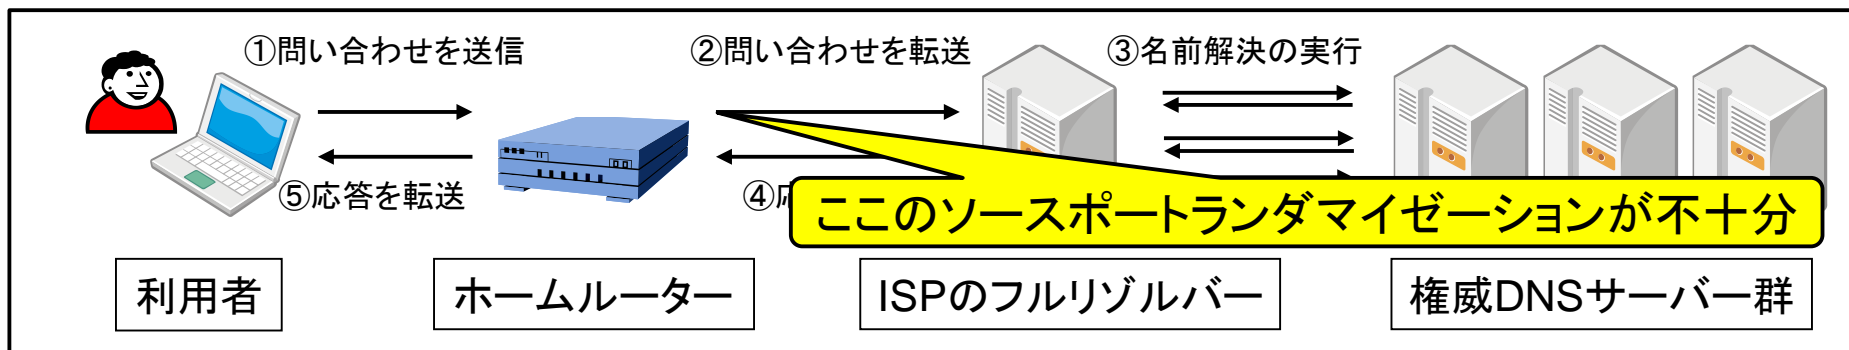 ①問い合わせを送信
②問い合わせを転送
③名前解決の実行
⑤応答を転送
④
ここのソースポートランダマイゼーションが不十分
利用者
ホームルーター
ISPのフルリゾルバー
権威DNSサーバー群